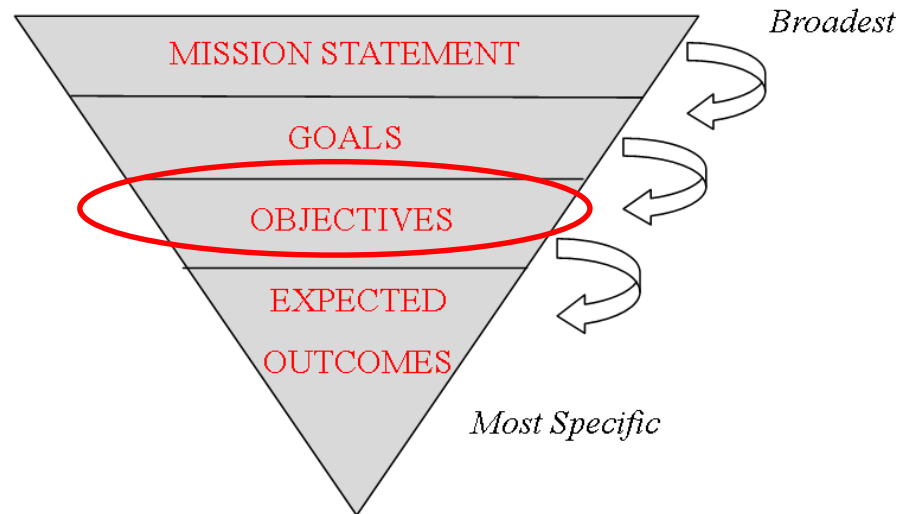 Broadest
MISSION STATEMENT
GOALS
OBJECTIVES
EXPECTED
OUTCOMES
Most Specific